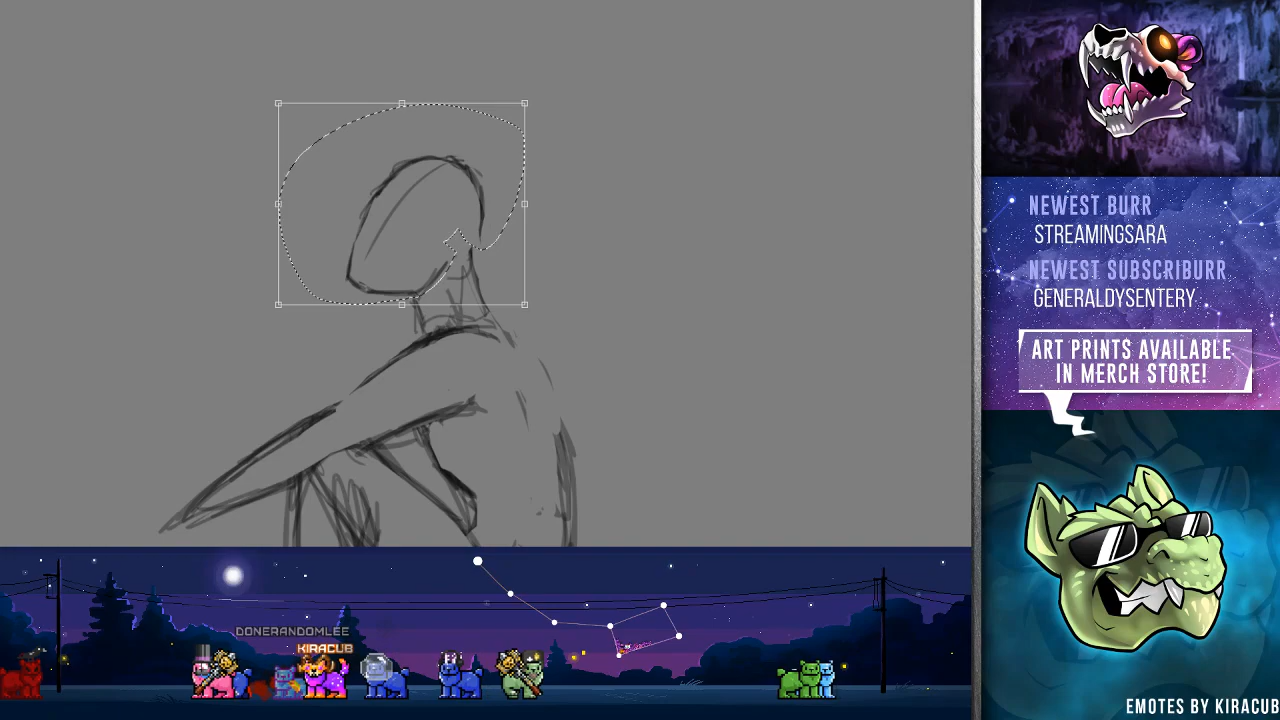 NEWEST BURR
STREAMINGSARA
NEWEST SUBSCRIBURR
GENERALDYSENTERY
ART PRINTS AVAILABLE
IN MERCH STORE!
DONERANDOMLEE
KIRACUB
EMOTES BY KIRACUB